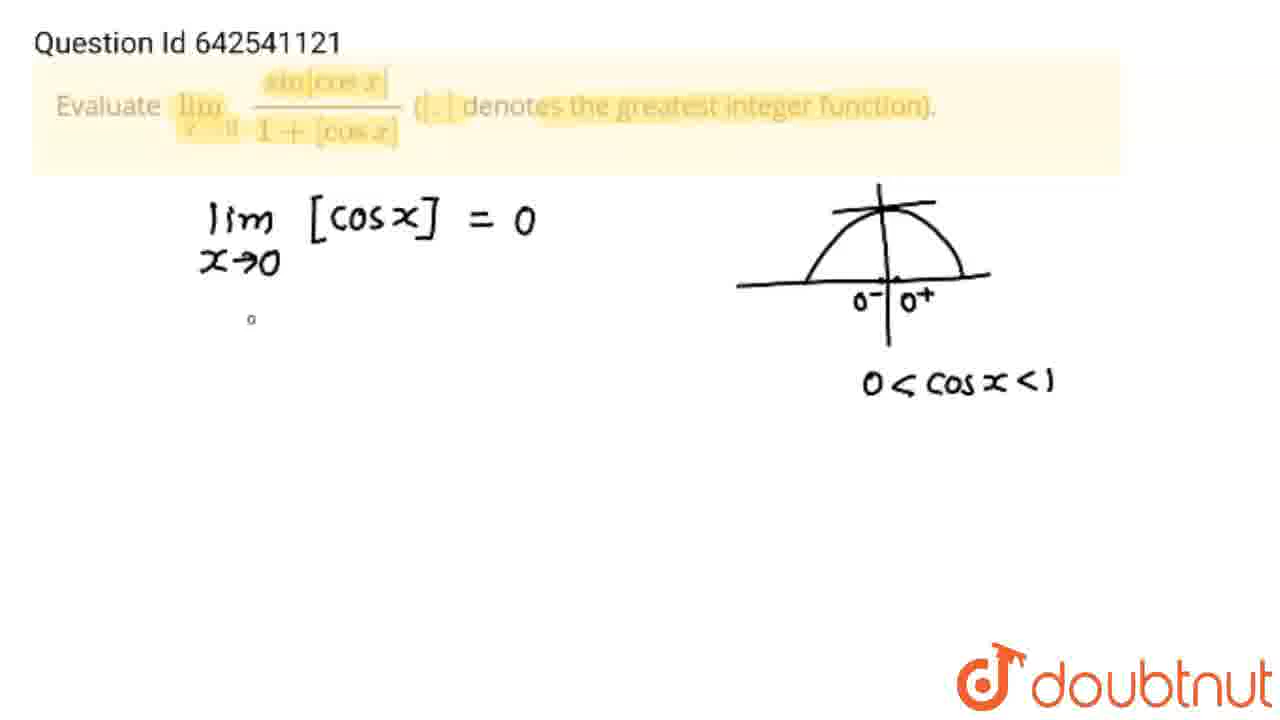 Question Id 642541121
Evaluate lim x→0 sin[cos x] / 1 + [cos x] ([.] denotes the greatest integer function).
lim [cos x] = 0
x→0
0⁻ 0⁺
0 < cos x < 1
doubtnut